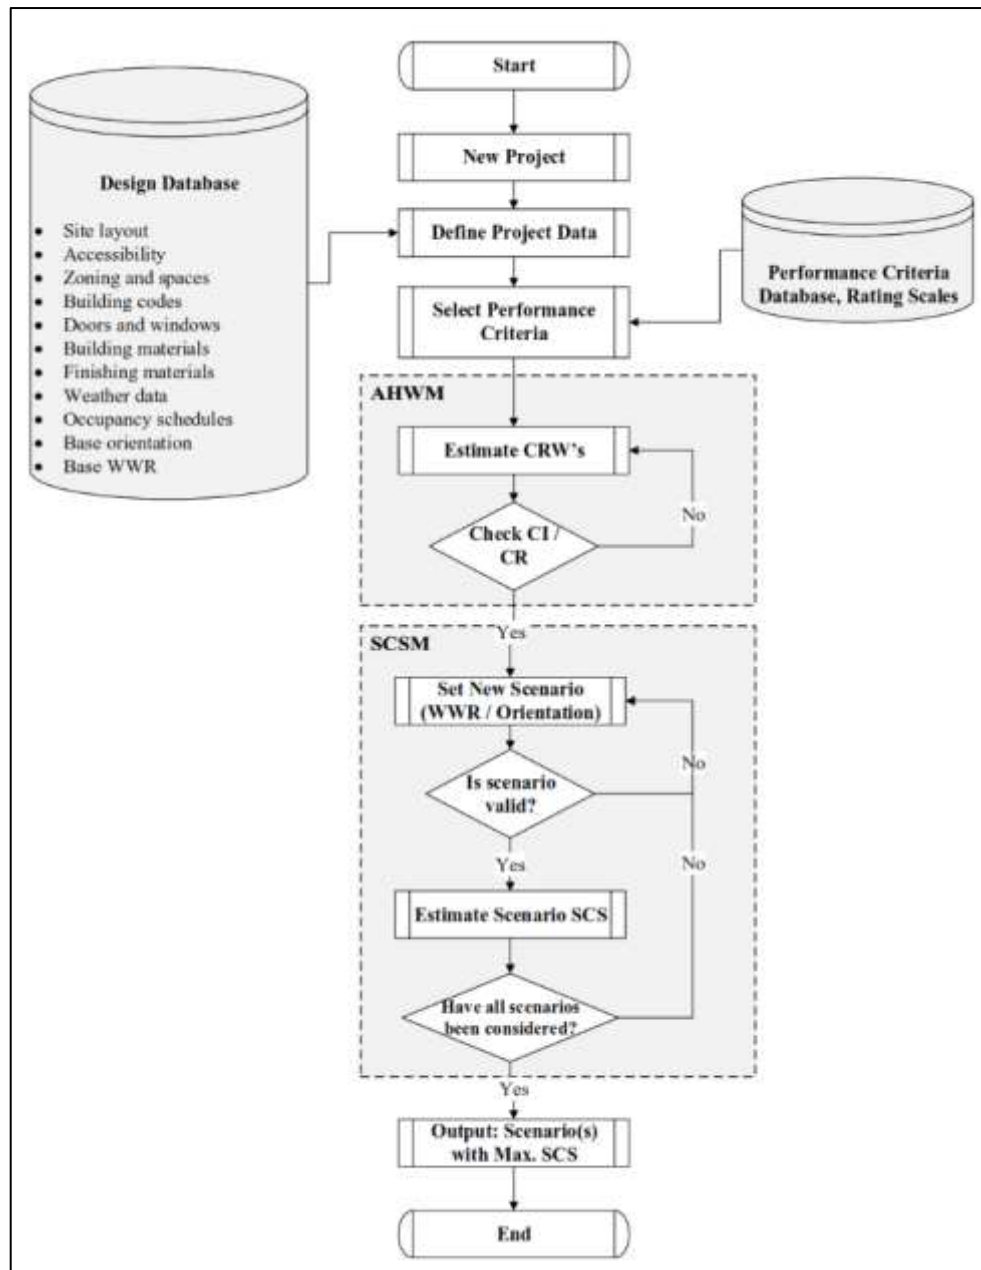 Start
New Project
Define Project Data
Select Performance
Criteria
Design Database
• Site layout
• Accessibility
• Zoning and spaces
• Building codes
• Doors and windows
• Building materials
• Finishing materials
• Weather data
• Occupancy schedules
• Base orientation
• Base WWR
Performance Criteria
Database, Rating Scales
AHWM
Estimate CRW's
No
Check CI /
CR
Yes
SCSM
Set New Scenario
(WWR / Orientation)
No
Is scenario
valid?
Yes
No
Estimate Scenario SCS
Have all scenarios
been considered?
Yes
Output: Scenario(s)
with Max. SCS
End